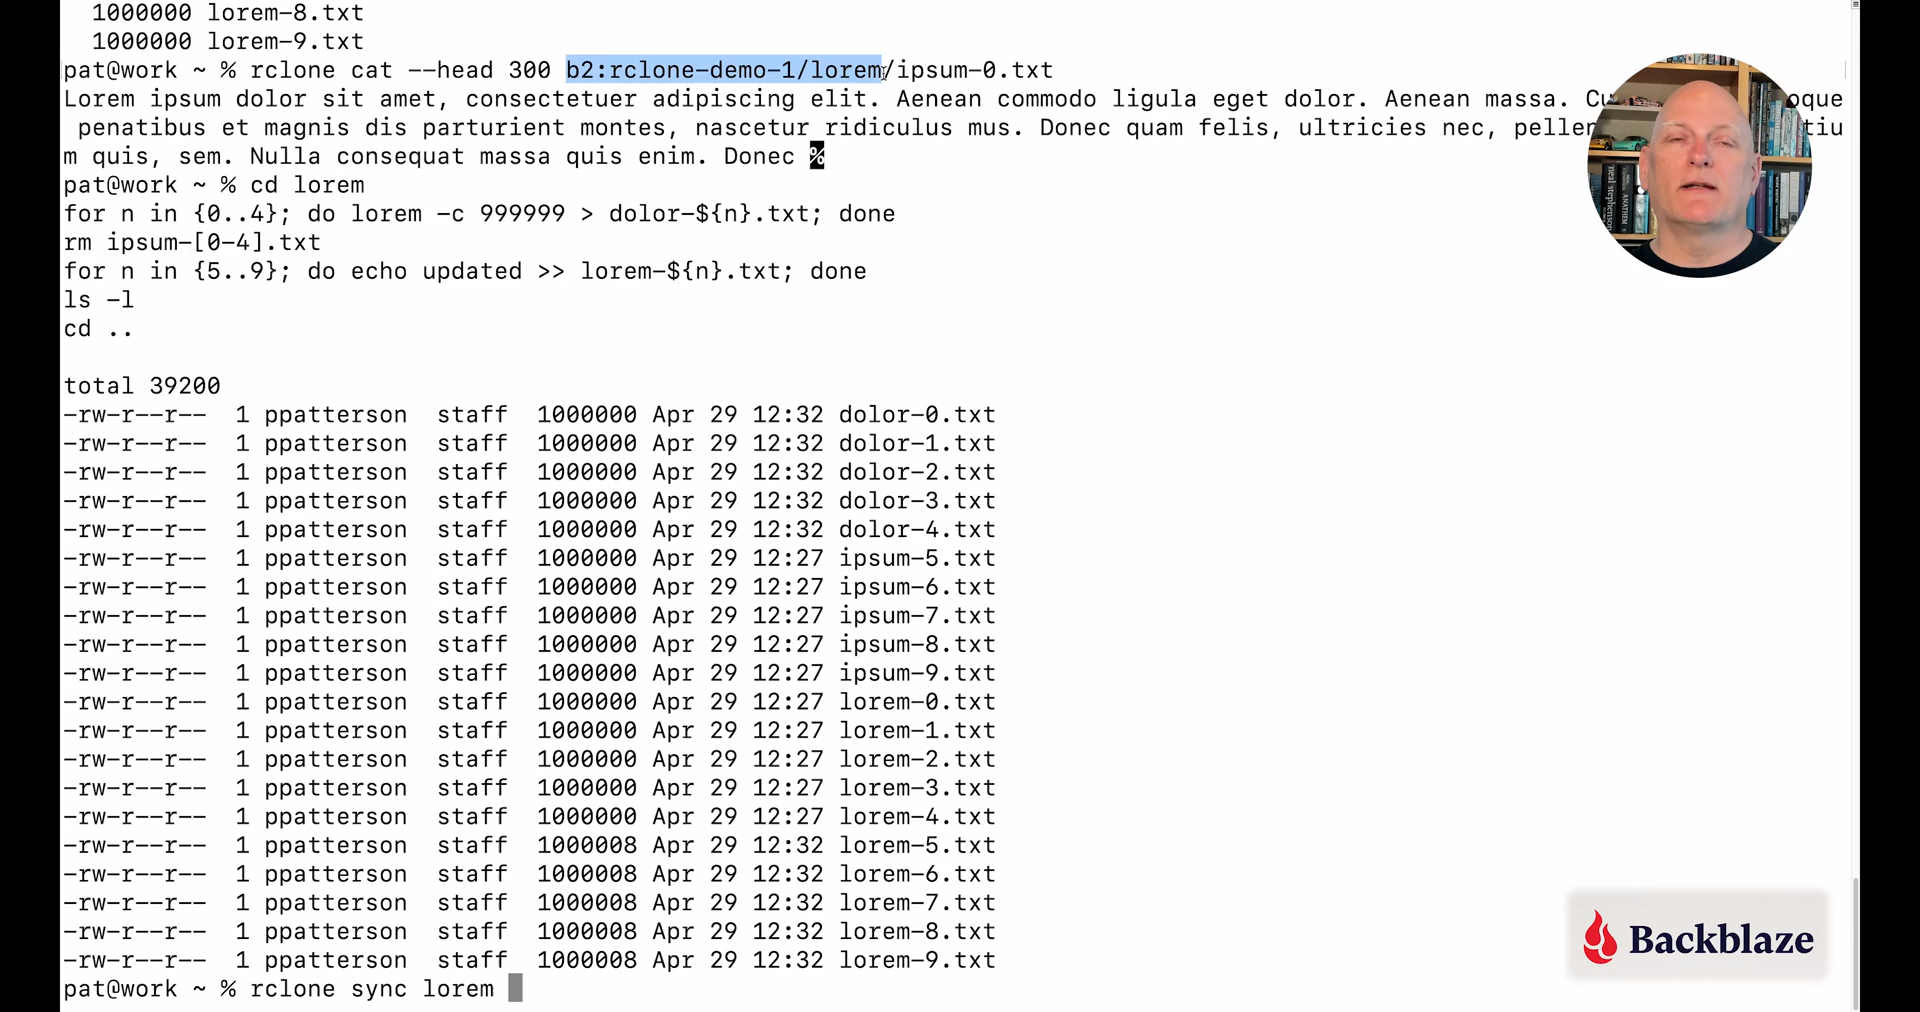 1000000 lorem-8.txt
1000000 lorem-9.txt
pat@work ~ % rclone cat --head 300 b2:rclone-demo-1/lorem/ipsum-0.txt
Lorem ipsum dolor sit amet, consectetuer adipiscing elit. Aenean commodo ligula eget dolor. Aenean massa. oque
penatibus et magnis dis parturient montes, nascetur ridiculus mus. Donec quam felis, ultricies nec, tiu
m quis, sem. Nulla consequat massa quis enim. Donec %
pat@work ~ % cd lorem
for n in {0..4}; do lorem -c 999999 > dolor-${n}.txt; done
rm ipsum-[0-4].txt
for n in {5..9}; do echo updated >> lorem-${n}.txt; done
ls -l
cd ..
total 39200
-rw-r--r-- 1 ppatterson staff 1000000 Apr 29 12:32 dolor-0.txt
-rw-r--r-- 1 ppatterson staff 1000000 Apr 29 12:32 dolor-1.txt
-rw-r--r-- 1 ppatterson staff 1000000 Apr 29 12:32 dolor-2.txt
-rw-r--r-- 1 ppatterson staff 1000000 Apr 29 12:32 dolor-3.txt
-rw-r--r-- 1 ppatterson staff 1000000 Apr 29 12:32 dolor-4.txt
-rw-r--r-- 1 ppatterson staff 1000000 Apr 29 12:27 ipsum-5.txt
-rw-r--r-- 1 ppatterson staff 1000000 Apr 29 12:27 ipsum-6.txt
-rw-r--r-- 1 ppatterson staff 1000000 Apr 29 12:27 ipsum-7.txt
-rw-r--r-- 1 ppatterson staff 1000000 Apr 29 12:27 ipsum-8.txt
-rw-r--r-- 1 ppatterson staff 1000000 Apr 29 12:27 ipsum-9.txt
-rw-r--r-- 1 ppatterson staff 1000000 Apr 29 12:27 lorem-0.txt
-rw-r--r-- 1 ppatterson staff 1000000 Apr 29 12:27 lorem-1.txt
-rw-r--r-- 1 ppatterson staff 1000000 Apr 29 12:27 lorem-2.txt
-rw-r--r-- 1 ppatterson staff 1000000 Apr 29 12:27 lorem-3.txt
-rw-r--r-- 1 ppatterson staff 1000000 Apr 29 12:27 lorem-4.txt
-rw-r--r-- 1 ppatterson staff 1000008 Apr 29 12:32 lorem-5.txt
-rw-r--r-- 1 ppatterson staff 1000008 Apr 29 12:32 lorem-6.txt
-rw-r--r-- 1 ppatterson staff 1000008 Apr 29 12:32 lorem-7.txt
-rw-r--r-- 1 ppatterson staff 1000008 Apr 29 12:32 lorem-8.txt
-rw-r--r-- 1 ppatterson staff 1000008 Apr 29 12:32 lorem-9.txt
pat@work ~ % rclone sync lorem
neal stephenson
ANATHEM
Backblaze